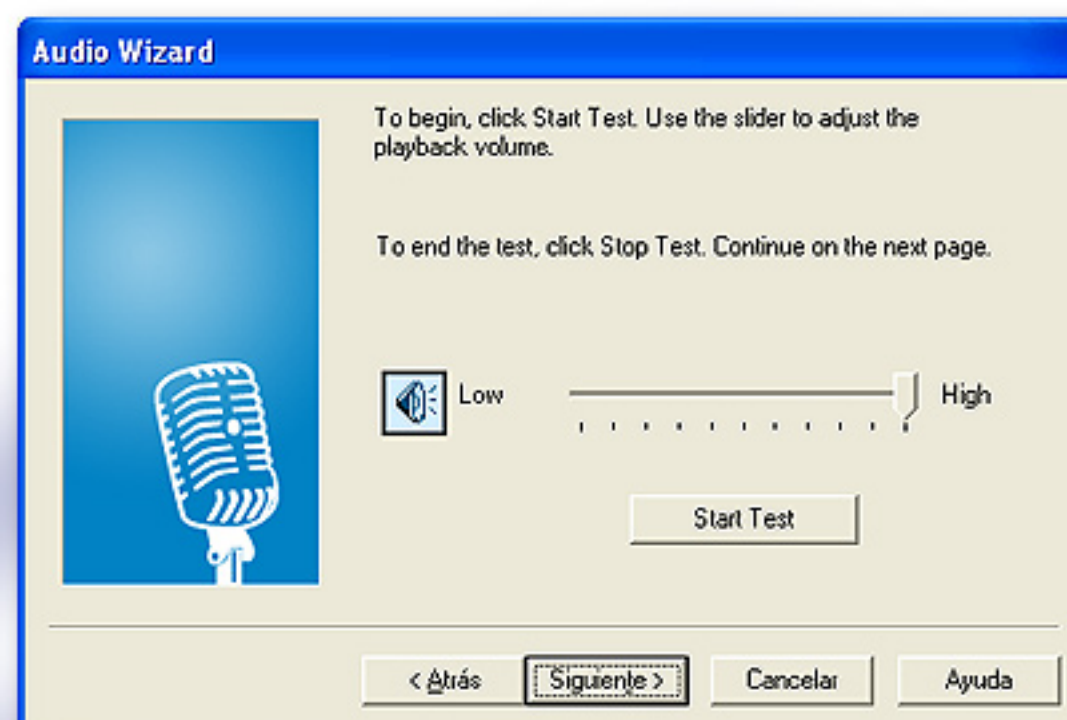 Audio Wizard
To begin, click Start Test. Use the slider to adjust the
playback volume.
To end the test, click Stop Test. Continue on the next page.
Low
High
Start Test
< Atrás
Siguiente >
Cancelar
Ayuda